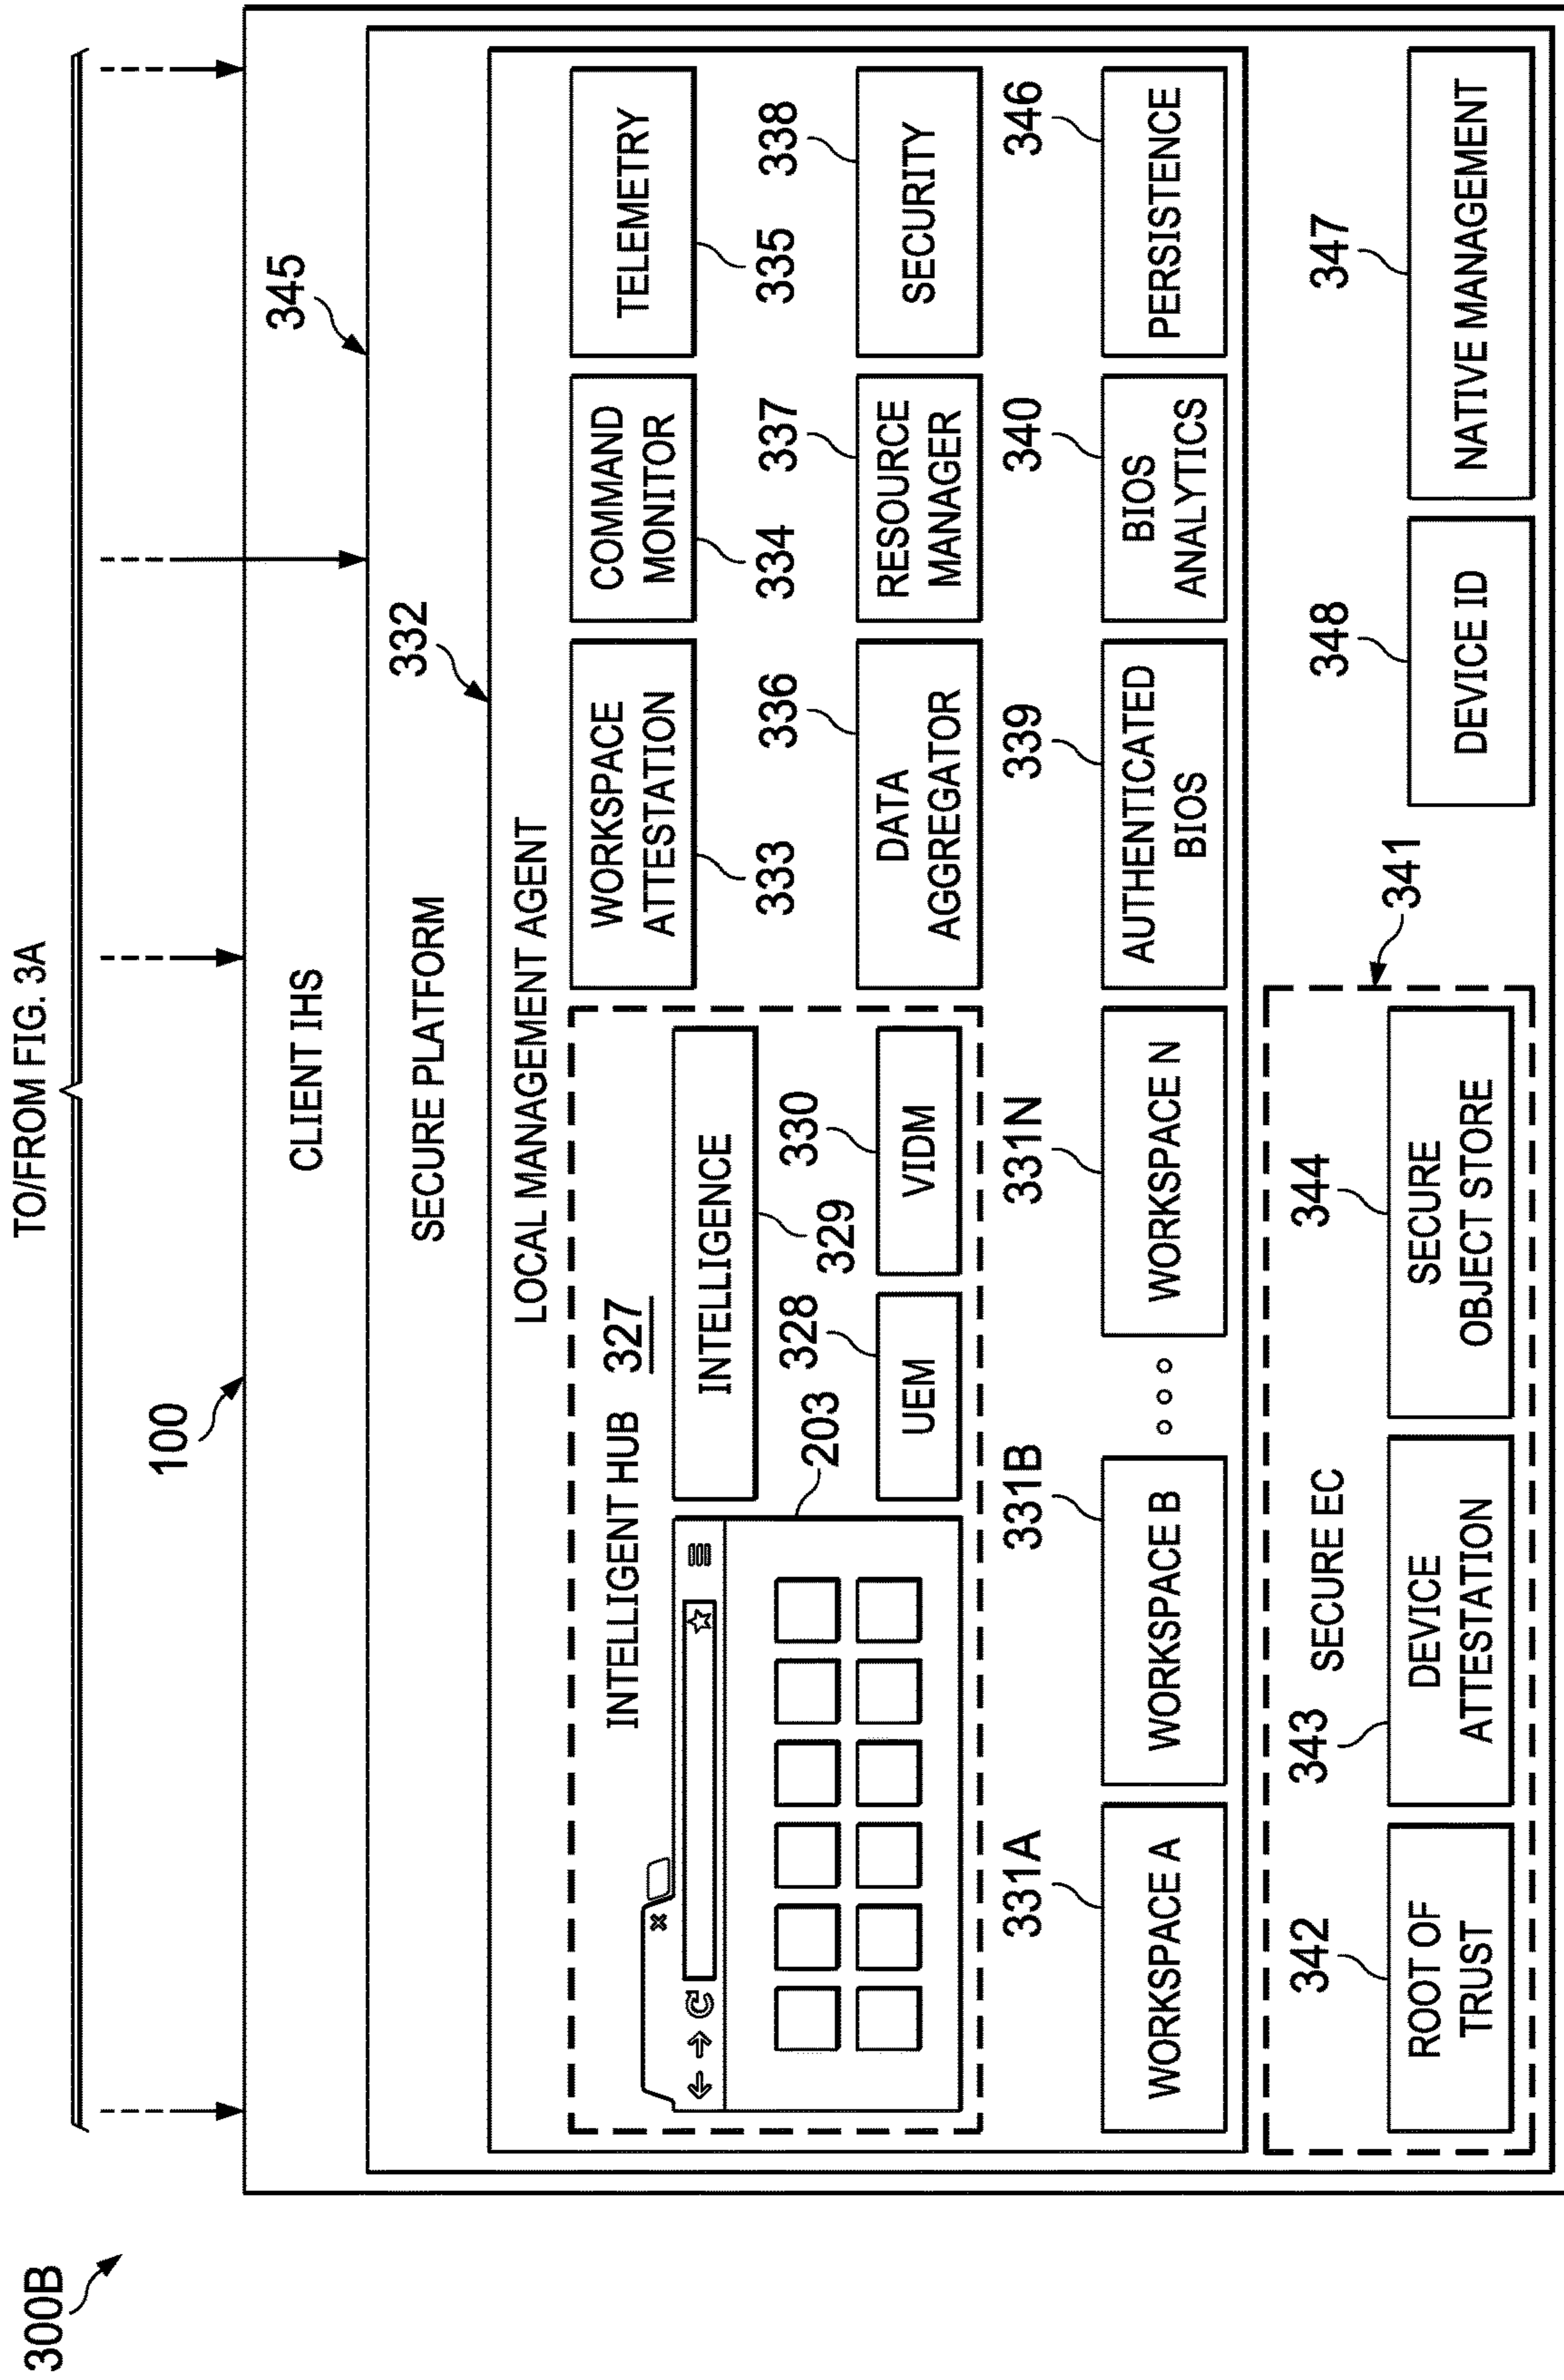 300B
TO/FROM FIG. 3A
100
CLIENT IHS
345
SECURE PLATFORM
332
LOCAL MANAGEMENT AGENT
INTELLIGENT HUB 327
INTELLIGENCE
329
203
328
UEM
330
VIDM
WORKSPACE
ATTESTATION
333
COMMAND
MONITOR
334
TELEMETRY
335
336
DATA
AGGREGATOR
337
RESOURCE
MANAGER
338
SECURITY
331A
WORKSPACE A
331B
WORKSPACE B
331N
WORKSPACE N
339
AUTHENTICATED
BIOS
340
BIOS
ANALYTICS
346
PERSISTENCE
341
SECURE EC
342
ROOT OF
TRUST
343
DEVICE
ATTESTATION
344
SECURE
OBJECT STORE
348
DEVICE ID
347
NATIVE MANAGEMENT